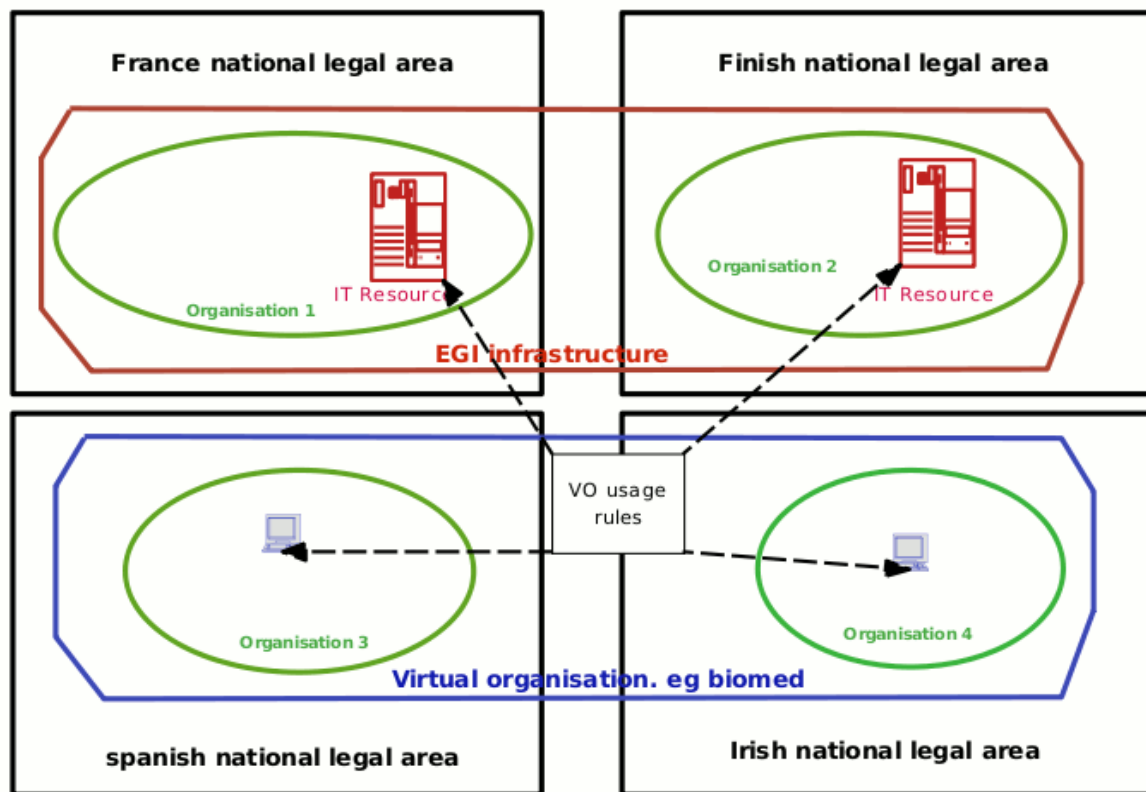 France national legal area
Finish national legal area
Organisation 2
IT Resource
IT Resource
Organisation 1
EGI infrastructure
VO usage
rules
Organisation 3
Organisation 4
Virtual organisation. eg biomed
spanish national legal area
Irish national legal area